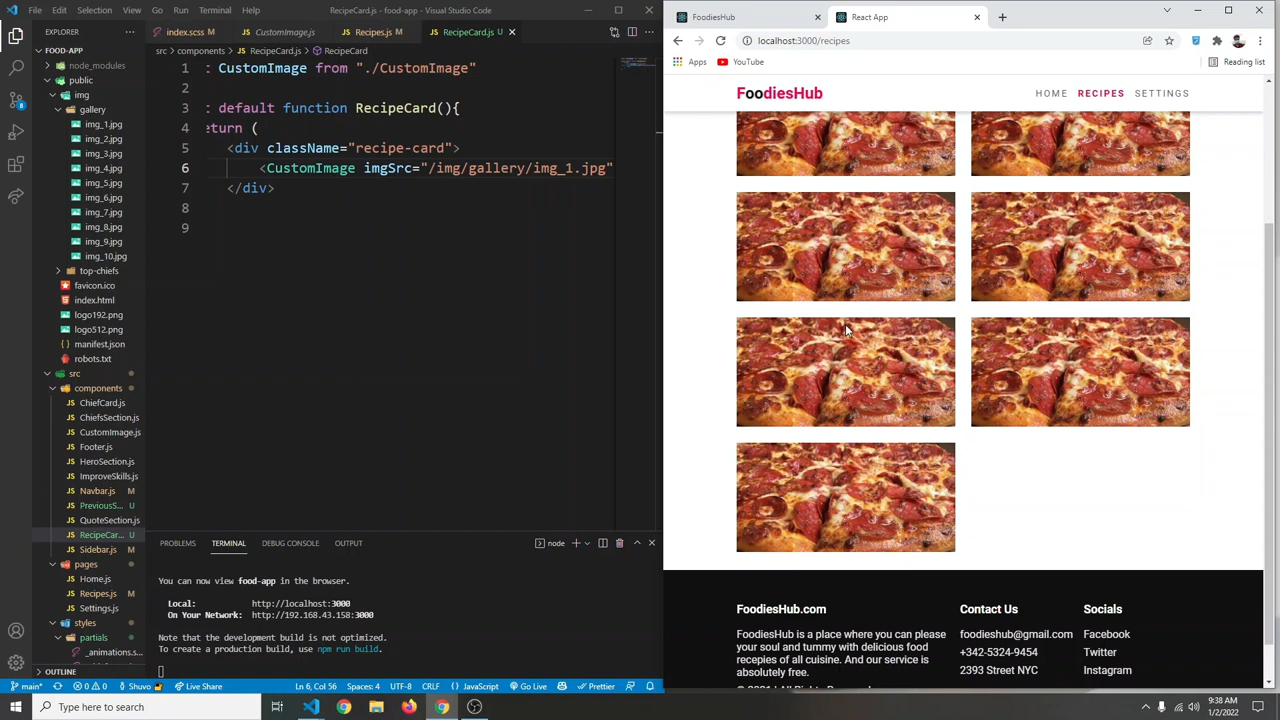 File Edit Selection View Go Run Terminal RecipeCard.js - food-app - Visual Studio Code
EXPLORER
FOOD-APP
node_modules
public
img
gallery
img_1.jpg
img_2.jpg
img_3.jpg
img_4.jpg
img_5.jpg
img_6.jpg
img_7.jpg
img_8.jpg
img_9.jpg
img_10.jpg
top-chiefs
favicon.ico
index.html
logo192.png
logo512.png
manifest.json
robots.txt
src
components
ChiefCard.js
ChiefsSection.js
CustomImage.js
Footer.js
HeroSection.js
ImproveSkills.js
Navbar.js M
PreviousS... U
QuoteSection.js
RecipeCar... U
Sidebar.js M
pages
Home.js
Recipes.js M
Settings.js
styles
partials
_animations.s...
OUTLINE
index.scss M CustomImage.js Recipes.js M RecipeCard.js U
src > components > RecipeCard.js > RecipeCard
1 : CustomImage from "./CustomImage"
2
3 : default function RecipeCard(){
4 eturn (
5 <div className="recipe-card">
6 <CustomImage imgSrc="/img/gallery/img_1.jpg"
7 </div>
8
9
PROBLEMS TERMINAL DEBUG CONSOLE OUTPUT node
You can now view food-app in the browser.
Local: http://localhost:3000
On Your Network: http://192.168.43.158:3000
Note that the development build is not optimized.
To create a production build, use npm run build.
main* 0 0 Shuvo Live Share Ln 6, Col 56 Spaces: 4 UTF-8 CRLF JavaScript Go Live Prettier
FoodiesHub React App
localhost:3000/recipes
Apps YouTube Reading list
FoodiesHub HOME RECIPES SETTINGS
FoodiesHub.com
FoodiesHub is a place where you can please
your soul and tummy with delicious food
recepies of all cuisine. And our service is
absolutely free.
Contact Us
foodieshub@gmail.com
+342-5324-9454
2393 Street NYC
Socials
Facebook
Twitter
Instagram
Type here to search
9:38 AM
1/2/2022